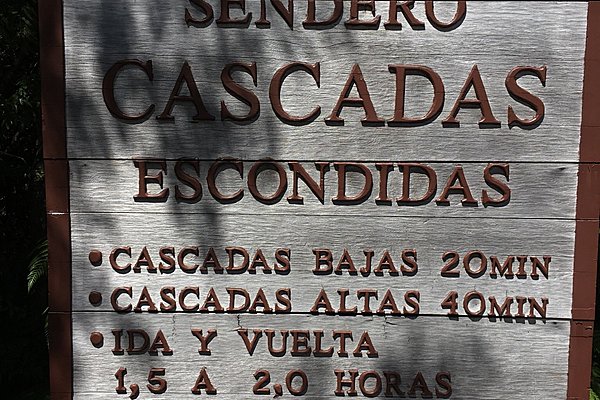 SENDERO
CASCADAS
ESCONDIDAS
• CASCADAS BAJAS 20MIN
• CASCADAS ALTAS 40MIN
• IDA Y VUELTA
1,5 A 2,0 HORAS